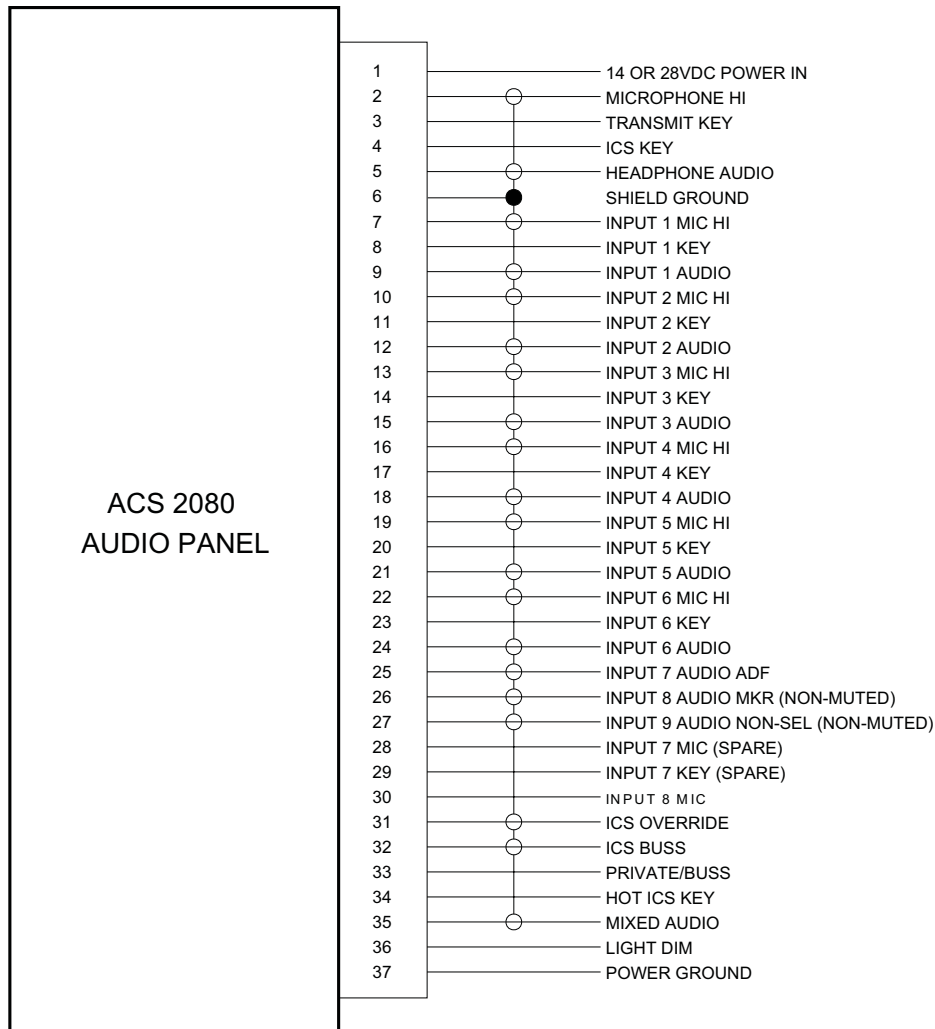 ACS 2080
AUDIO PANEL
1 14 OR 28VDC POWER IN
2 MICROPHONE HI
3 TRANSMIT KEY
4 ICS KEY
5 HEADPHONE AUDIO
6 SHIELD GROUND
7 INPUT 1 MIC HI
8 INPUT 1 KEY
9 INPUT 1 AUDIO
10 INPUT 2 MIC HI
11 INPUT 2 KEY
12 INPUT 2 AUDIO
13 INPUT 3 MIC HI
14 INPUT 3 KEY
15 INPUT 3 AUDIO
16 INPUT 4 MIC HI
17 INPUT 4 KEY
18 INPUT 4 AUDIO
19 INPUT 5 MIC HI
20 INPUT 5 KEY
21 INPUT 5 AUDIO
22 INPUT 6 MIC HI
23 INPUT 6 KEY
24 INPUT 6 AUDIO
25 INPUT 7 AUDIO ADF
26 INPUT 8 AUDIO MKR (NON-MUTED)
27 INPUT 9 AUDIO NON-SEL (NON-MUTED)
28 INPUT 7 MIC (SPARE)
29 INPUT 7 KEY (SPARE)
30 INPUT 8 MIC
31 ICS OVERRIDE
32 ICS BUSS
33 PRIVATE/BUSS
34 HOT ICS KEY
35 MIXED AUDIO
36 LIGHT DIM
37 POWER GROUND